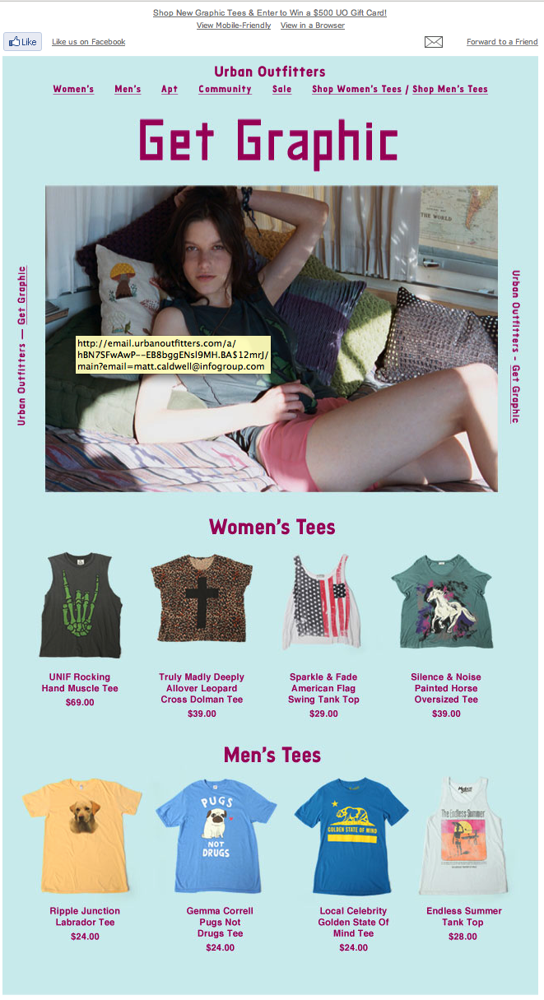 Shop New Graphic Tees & Enter to Win a $500 UO Gift Card!
View Mobile-Friendly View in a Browser
Like Like us on Facebook Forward to a Friend
Urban Outfitters
Women's Men's Apt Community Sale Shop Women's Tees / Shop Men's Tees
Get Graphic
THE WORLD
Urban Outfitters — Get Graphic
Urban Outfitters - Get Graphic
http://email.urbanoutfitters.com/a/
hBN7SFwAwP--EB8bggENsI9MH.BA$12mrJ/
main?email=matt.caldwell@infogroup.com
Women's Tees
UNIF Rocking
Hand Muscle Tee
$69.00
Truly Madly Deeply
Allover Leopard
Cross Dolman Tee
$39.00
Sparkle & Fade
American Flag
Swing Tank Top
$29.00
Silence & Noise
Painted Horse
Oversized Tee
$39.00
Men's Tees
PUGS
NOT
DRUGS
GOLDEN STATE OF MIND
The Endless Summer
Ripple Junction
Labrador Tee
$24.00
Gemma Correll
Pugs Not
Drugs Tee
$24.00
Local Celebrity
Golden State Of
Mind Tee
$24.00
Endless Summer
Tank Top
$28.00